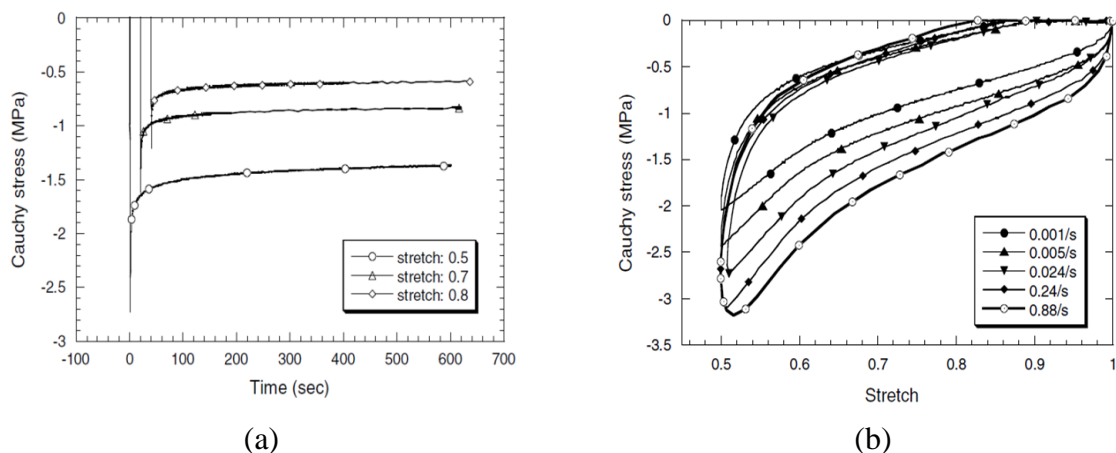 Cauchy stress (MPa)
0
-0.5
-1
-1.5
-2
-2.5
-3
-100 0 100 200 300 400 500 600 700
Time (sec)
stretch: 0.5
stretch: 0.7
stretch: 0.8
(a)
Cauchy stress (MPa)
0
-0.5
-1
-1.5
-2
-2.5
-3
-3.5
0.5 0.6 0.7 0.8 0.9 1
Stretch
0.001/s
0.005/s
0.024/s
0.24/s
0.88/s
(b)